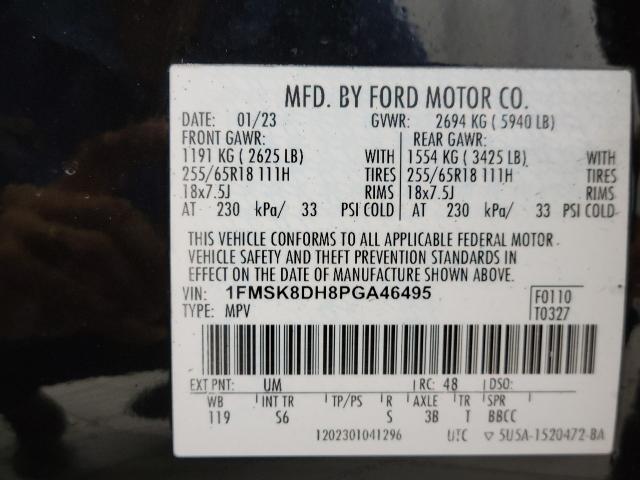 MFD. BY FORD MOTOR CO.
DATE: 01/23 GVWR: 2694 KG ( 5940 LB)
FRONT GAWR: REAR GAWR:
1191 KG ( 2625 LB) WITH 1554 KG ( 3425 LB) WITH
255/65R18 111H TIRES 255/65R18 111H TIRES
18x7.5J RIMS 18x7.5J RIMS
AT 230 kPa/ 33 PSI COLD AT 230 kPa/ 33 PSI COLD
THIS VEHICLE CONFORMS TO ALL APPLICABLE FEDERAL MOTOR
VEHICLE SAFETY AND THEFT PREVENTION STANDARDS IN
EFFECT ON THE DATE OF MANUFACTURE SHOWN ABOVE.
VIN: 1FMSK8DH8PGA46495 F0110
TYPE: MPV T0327
EXT PNT: UM RC: 48 DSO:
WB INT TR TP/PS R AXLE TR SPR
119 S6 S 3B T BBCC
1202301041296 UTC ▽ 5U5A-1520472-BA